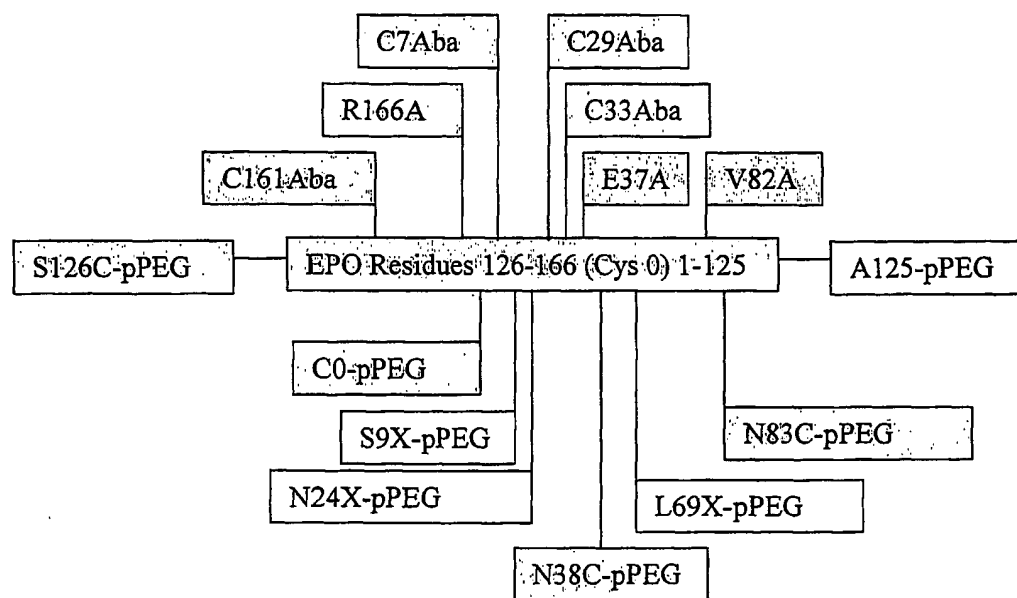 C7Aba
C29Aba
R166A
C33Aba
C161Aba
E37A
V82A
S126C-pPEG
EPO Residues 126-166 (Cys 0) 1-125
A125-pPEG
C0-pPEG
S9X-pPEG
N83C-pPEG
N24X-pPEG
L69X-pPEG
N38C-pPEG